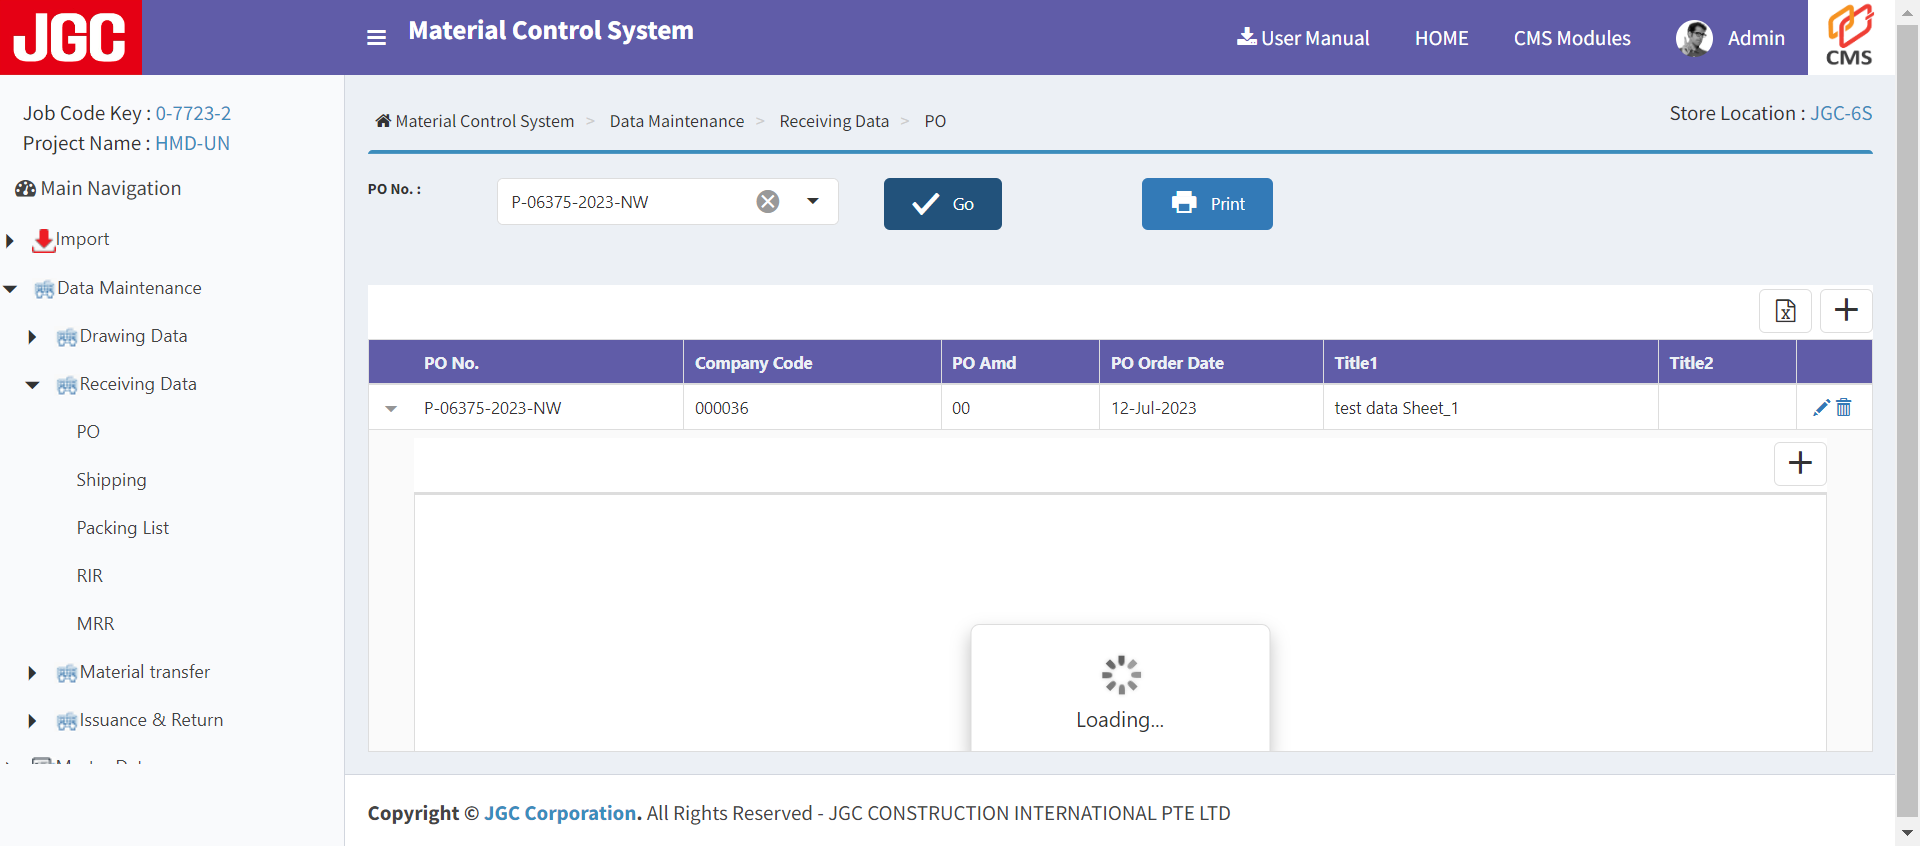 JGC
Material Control System
User Manual
HOME
CMS Modules
Admin
CMS
Job Code Key : 0-7723-2
Project Name : HMD-UN
Main Navigation
Import
Data Maintenance
Drawing Data
Receiving Data
PO
Shipping
Packing List
RIR
MRR
Material transfer
Issuance & Return
Material Control System > Data Maintenance > Receiving Data > PO
Store Location : JGC-6S
PO No. :
P-06375-2023-NW
Go
Print
PO No. Company Code PO Amd PO Order Date Title1 Title2
P-06375-2023-NW 000036 00 12-Jul-2023 test data Sheet_1
Loading...
Copyright © JGC Corporation. All Rights Reserved - JGC CONSTRUCTION INTERNATIONAL PTE LTD